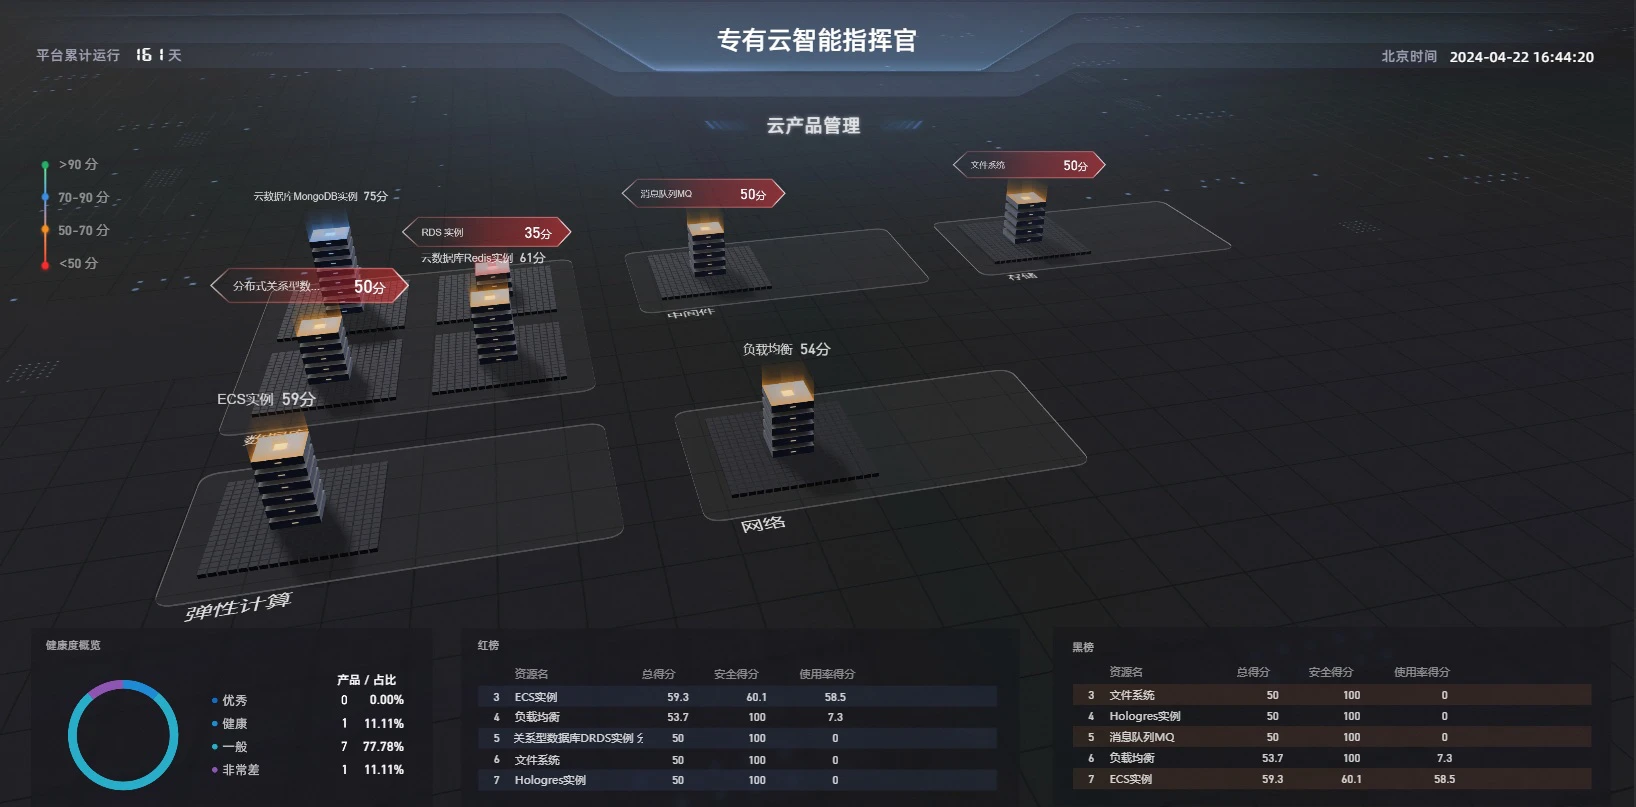 专有云智能指挥官
平台累计运行 161天
北京时间 2024-04-22 16:44:20
云产品管理
>90 分
70-90 分
50-70 分
<50 分
文件系统 50分
消息队列MQ 50分
云数据库MongoDB实例 75分
RDS 实例 35分
云数据库Redis实例 61分
分布式关系型数... 50分
存储
中间件
负载均衡 54分
ECS实例 59分
网络
弹性计算
健康度概览
产品 / 占比
优秀 0 0.00%
健康 1 11.11%
一般 7 77.78%
非常差 1 11.11%
红榜
资源名 总得分 安全得分 使用率得分
3 ECS实例 59.3 60.1 58.5
4 负载均衡 53.7 100 7.3
5 关系型数据库DRDS实例 50 100 0
6 文件系统 50 100 0
7 Hologres实例 50 100 0
黑榜
资源名 总得分 安全得分 使用率得分
3 文件系统 50 100 0
4 Hologres实例 50 100 0
5 消息队列MQ 50 100 0
6 负载均衡 53.7 100 7.3
7 ECS实例 59.3 60.1 58.5